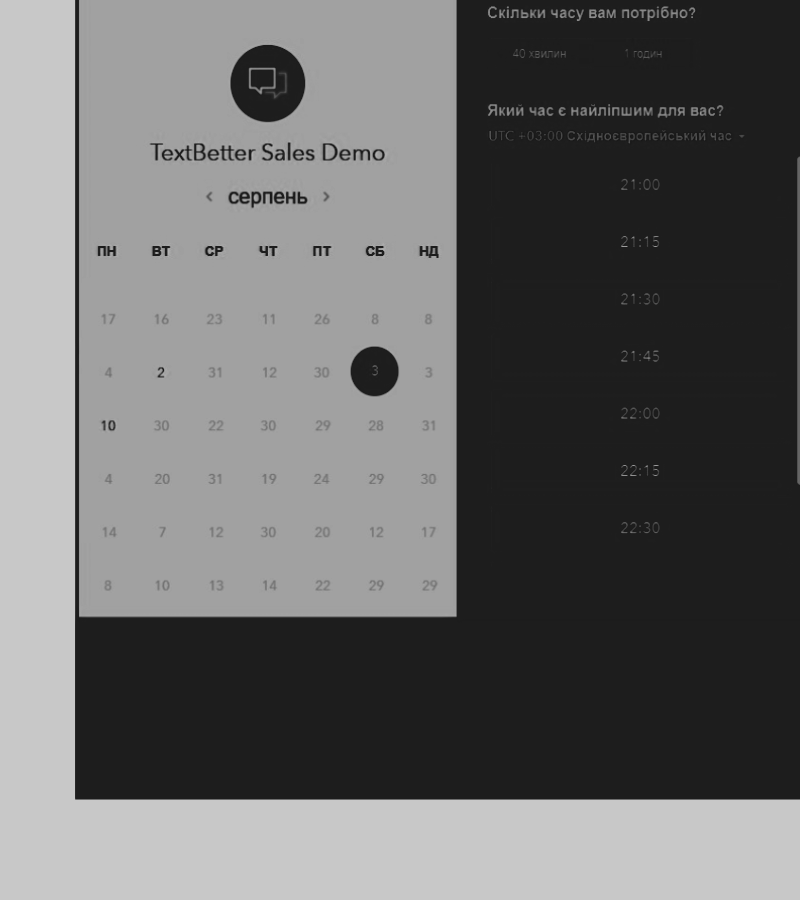 TextBetter Sales Demo
‹ серпень ›
ПН ВТ СР ЧТ ПТ СБ НД
17 16 23 11 26 8 8
4 2 31 12 30 3 3
10 30 22 30 29 28 31
4 20 31 19 24 29 30
14 7 12 30 20 12 17
8 10 13 14 22 29 29
Скільки часу вам потрібно?
40 хвилин 1 годин
Який час є найліпшим для вас?
UTC +03:00 Східноєвропейський час
21:00
21:15
21:30
21:45
22:00
22:15
22:30